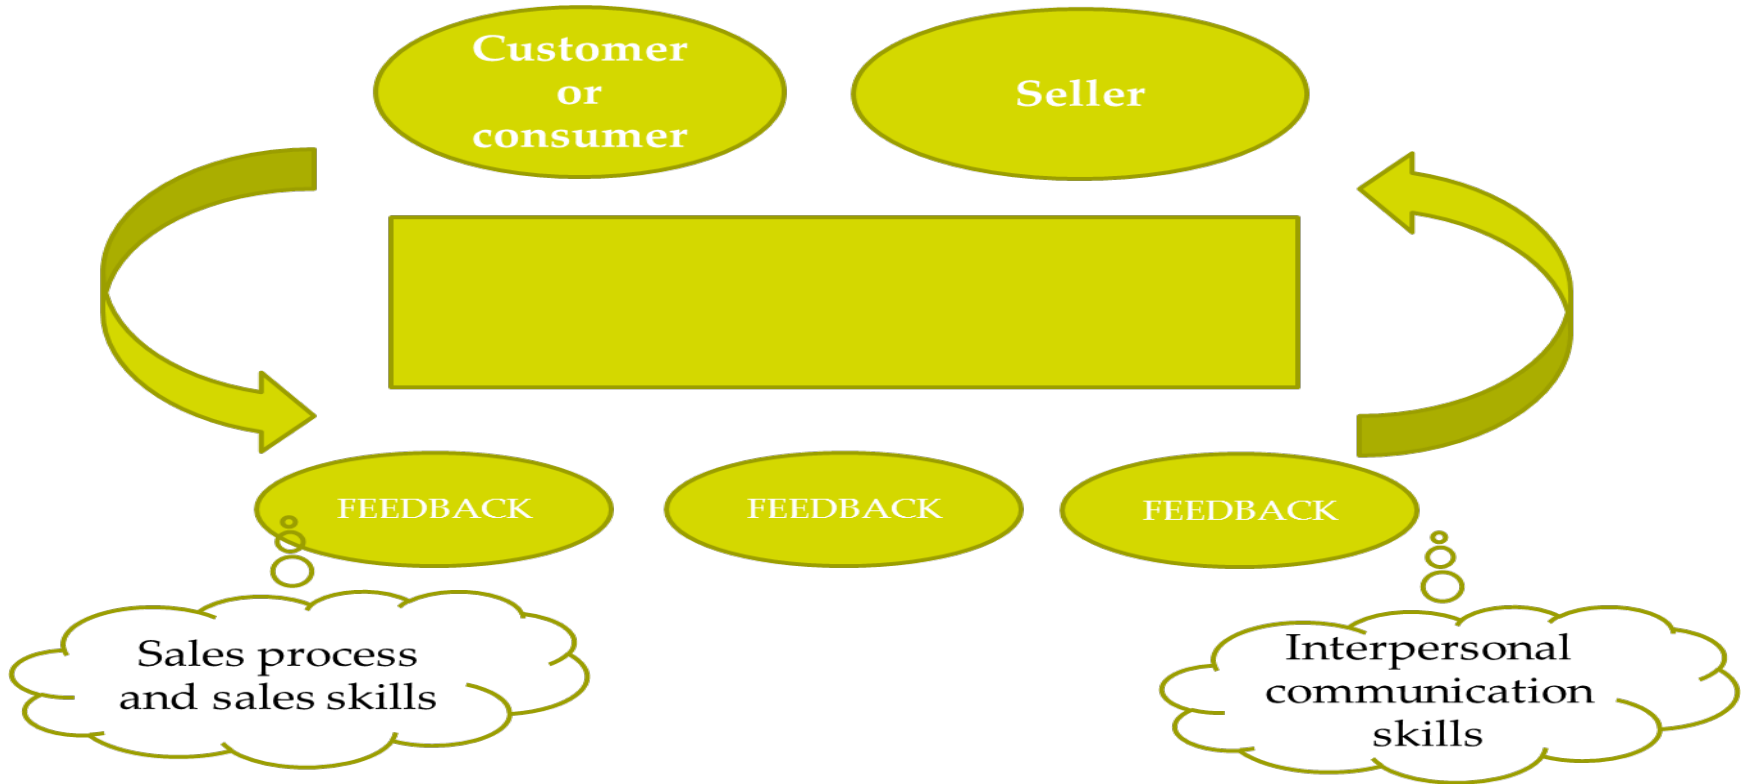 Customer
or
consumer
Seller
FEEDBACK
FEEDBACK
FEEDBACK
Sales process
and sales skills
Interpersonal
communication
skills